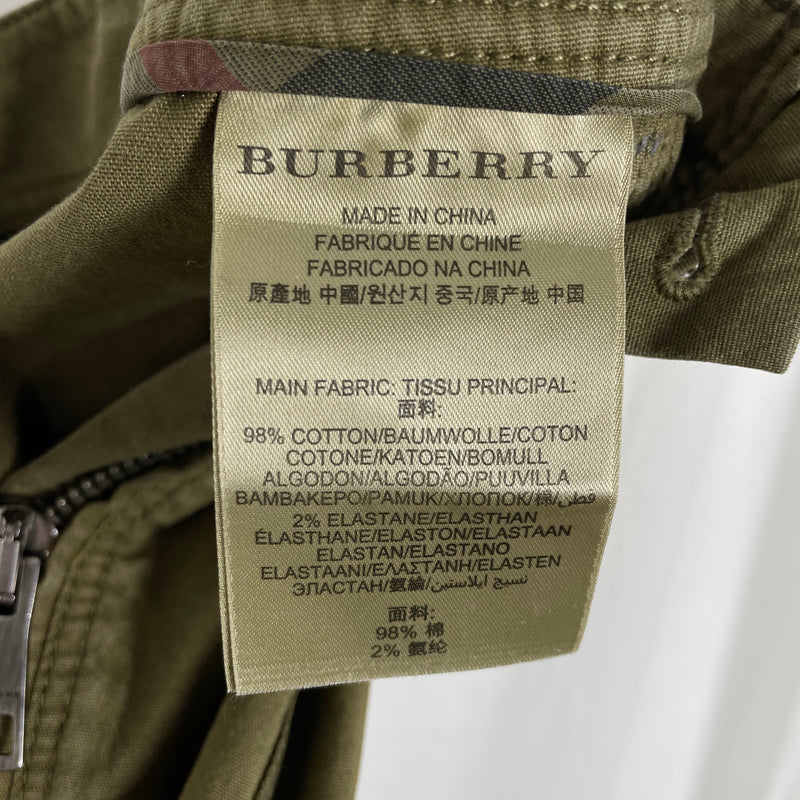 BURBERRY
MADE IN CHINA
FABRIQUÉ EN CHINE
FABRICADO NA CHINA
原產地 中國/원산지 중국/原产地 中国
MAIN FABRIC: TISSU PRINCIPAL:
面料:
98% COTTON/BAUMWOLLE/COTON
COTONE/KATOEN/BOMULL
ALGODON/ALGODÃO/PUUVILLA
ΒΑΜΒΑΚΕΡΟ/PAMUK/ХЛОПОК/棉/قطن
2% ELASTANE/ELASTHAN
ÉLASTHANE/ELASTON/ELASTAAN
ELASTAN/ELASTANO
ELASTAANI/ΕΛΑΣΤΑΝΗ/ELASTEN
ЭЛАСТАН/氨綸/نسيج ايلاستين
面料:
98% 棉
2% 氨纶